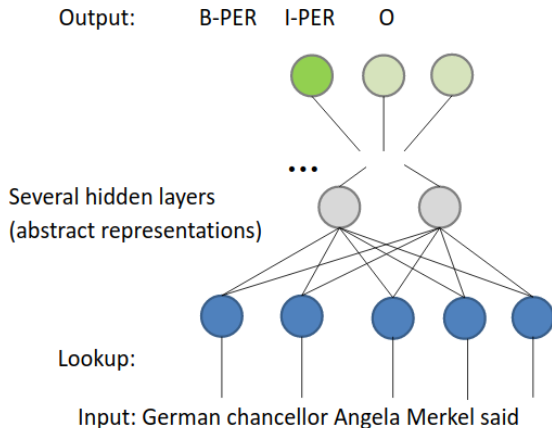 Output: B-PER I-PER O
...
Several hidden layers
(abstract representations)
Lookup:
Input: German chancellor Angela Merkel said